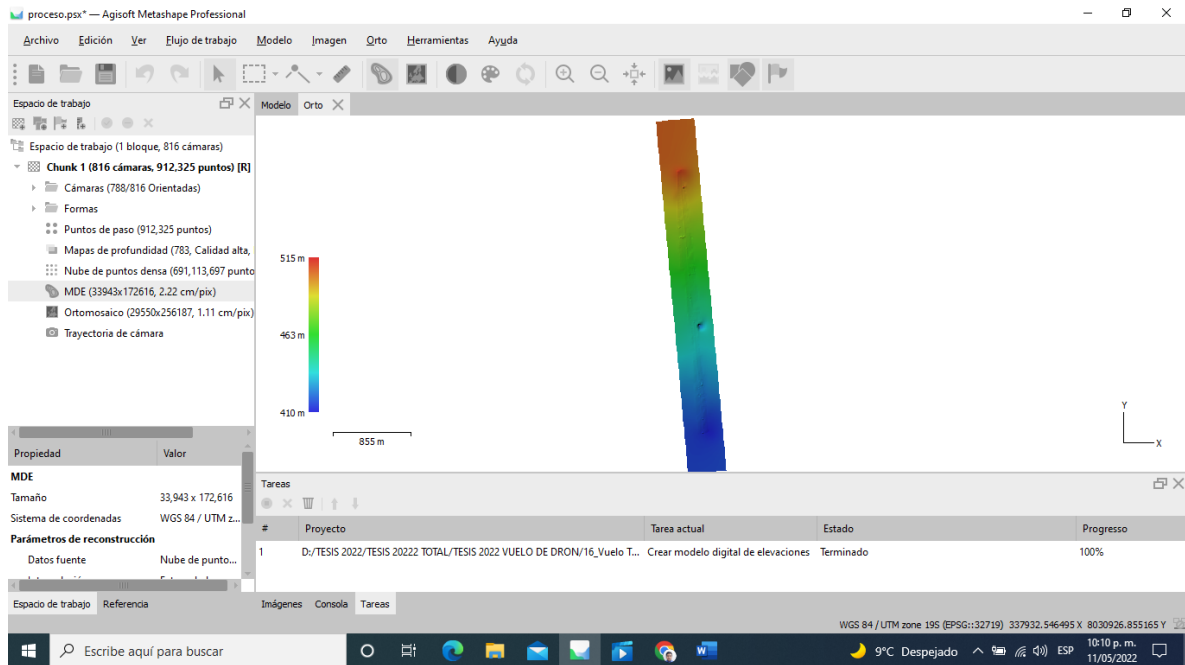 proceso.psx* — Agisoft Metashape Professional
Archivo Edición Ver Flujo de trabajo Modelo Imagen Orto Herramientas Ayuda
Espacio de trabajo
Modelo Orto
Espacio de trabajo (1 bloque, 816 cámaras)
Chunk 1 (816 cámaras, 912,325 puntos) [R]
Cámaras (788/816 Orientadas)
Formas
Puntos de paso (912,325 puntos)
Mapas de profundidad (783, Calidad alta,
Nube de puntos densa (691,113,697 punto
MDE (33943x172616, 2.22 cm/pix)
Ortomosaico (29550x256187, 1.11 cm/pix)
Trayectoria de cámara
515 m
463 m
410 m
855 m
Y
X
Propiedad Valor
MDE
Tamaño 33,943 x 172,616
Sistema de coordenadas WGS 84 / UTM z...
Parámetros de reconstrucción
Datos fuente Nube de punto...
Espacio de trabajo Referencia
Tareas
# Proyecto Tarea actual Estado Progresso
1 D:/TESIS 2022/TESIS 20222 TOTAL/TESIS 2022 VUELO DE DRON/16_Vuelo T... Crear modelo digital de elevaciones Terminado 100%
Imágenes Consola Tareas
WGS 84 / UTM zone 19S (EPSG::32719) 337932.546495 X 8030926.855165 Y
Escribe aquí para buscar
9°C Despejado
ESP
10:10 p. m.
11/05/2022